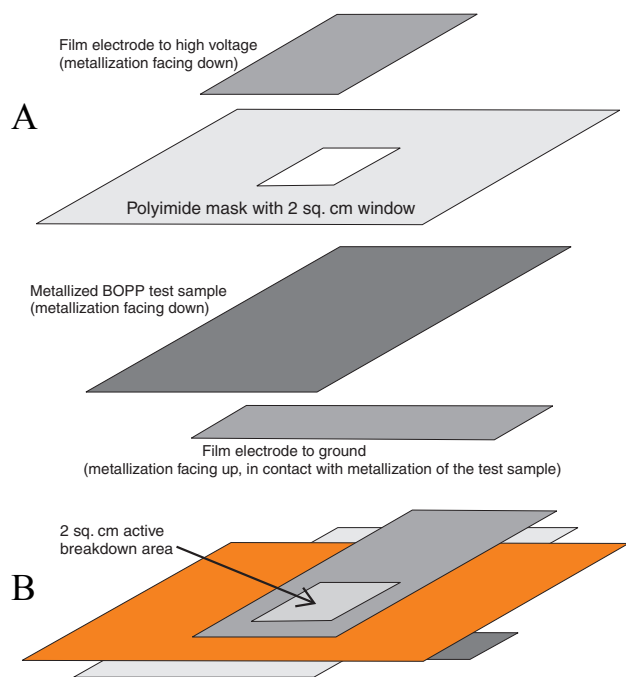 Film electrode to high voltage
(metallization facing down)
A
Polyimide mask with 2 sq. cm window
Metallized BOPP test sample
(metallization facing down)
Film electrode to ground
(metallization facing up, in contact with metallization of the test sample)
2 sq. cm active
breakdown area
B